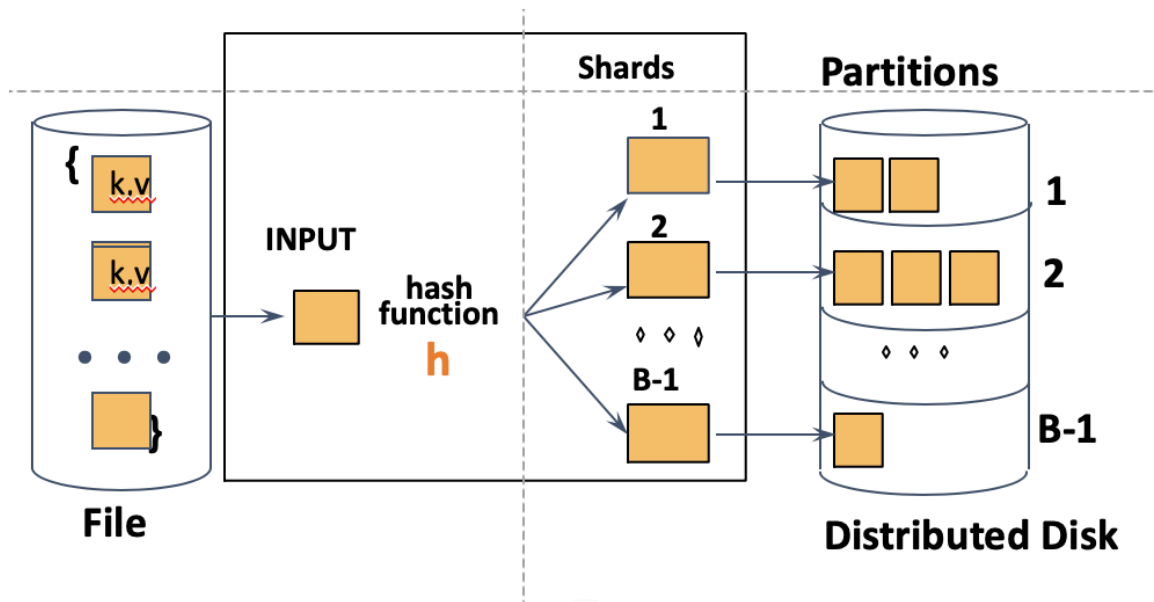 Shards
Partitions
{
k,v
k,v
}
File
INPUT
hash
function
h
1
2
B-1
1
2
B-1
Distributed Disk